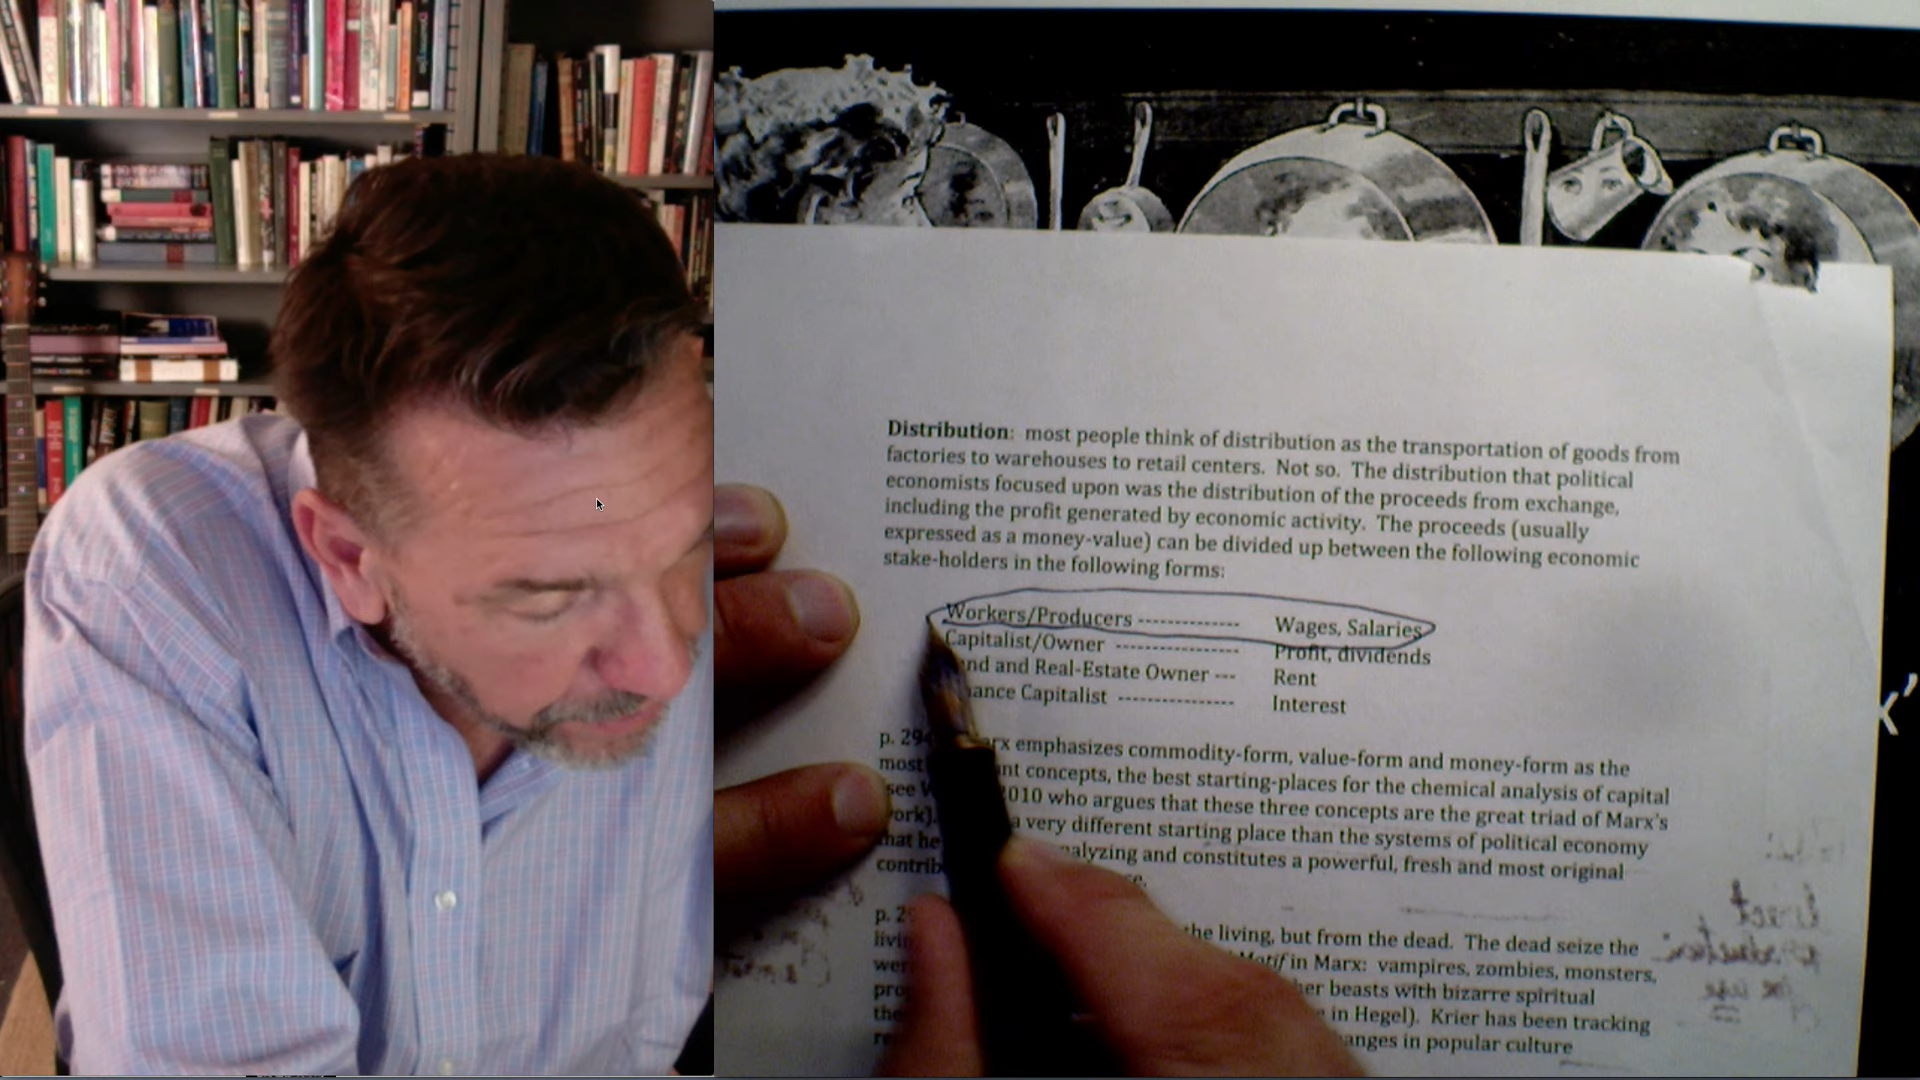 Distribution: most people think of distribution as the transportation of goods from
factories to warehouses to retail centers. Not so. The distribution that political
economists focused upon was the distribution of the proceeds from exchange,
including the profit generated by economic activity. The proceeds (usually
expressed as a money-value) can be divided up between the following economic
stake-holders in the following forms:
Workers/Producers -------------- Wages, Salaries
Capitalist/Owner ----------------- Profit, dividends
and Real-Estate Owner --- Rent
Capitalist ---------------- Interest
p. emphasizes commodity-form, value-form and money-form as the
most concepts, the best starting-places for the chemical analysis of capital
see 2010 who argues that these three concepts are the great triad of Marx's
a very different starting place than the systems of political economy
that he and constitutes a powerful, fresh and most original
p.
the living, but from the dead. The dead seize the
Motif in Marx: vampires, zombies, monsters,
beasts with bizarre spiritual
in Hegel). Krier has been tracking
in popular culture